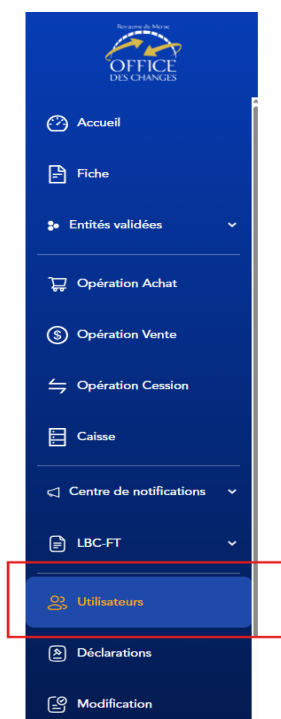 Royaume du Maroc
OFFICE
DES CHANGES
Accueil
Fiche
Entités validées
Opération Achat
Opération Vente
Opération Cession
Caisse
Centre de notifications
LBC-FT
Utilisateurs
Déclarations
Modification